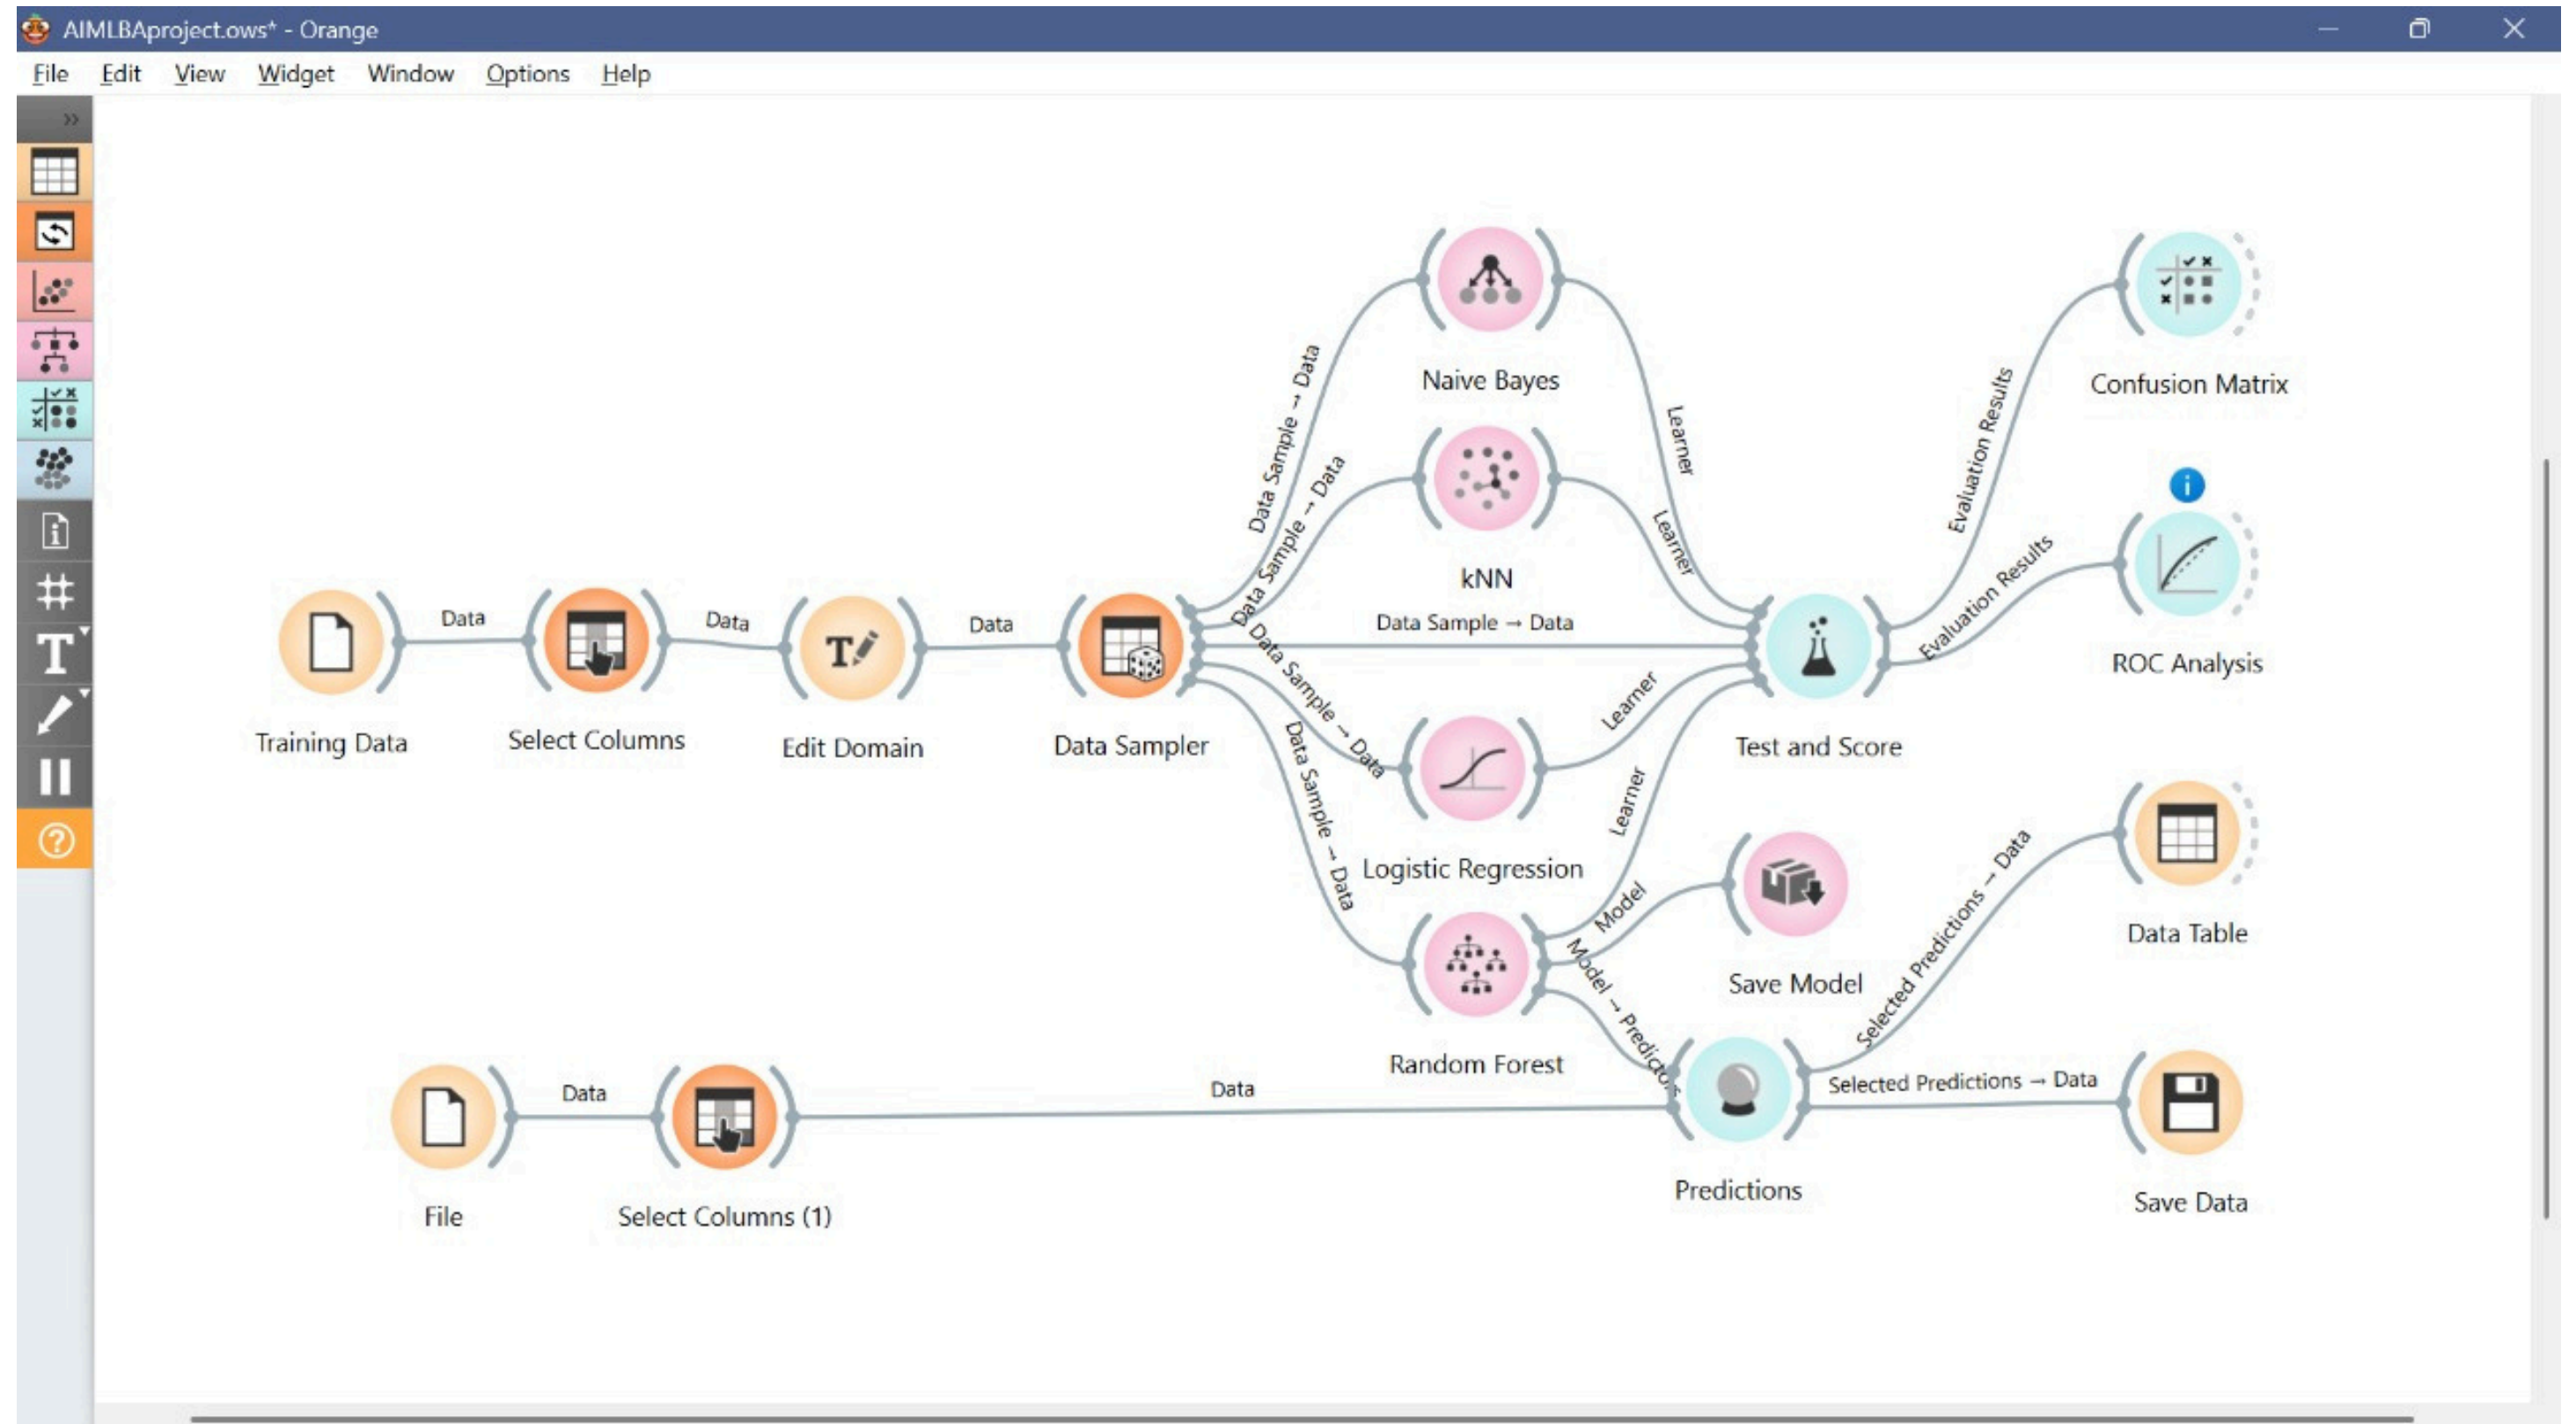 AIMLBAproject.ows* - Orange
File Edit View Widget Window Options Help
Naive Bayes
Confusion Matrix
Data Sample → Data
Learner
Evaluation Results
Data Sample → Data
Learner
kNN
Data Sample → Data
Evaluation Results
ROC Analysis
Data
Data
Data
Training Data
Select Columns
Edit Domain
Data Sampler
Data Sample → Data
Learner
Test and Score
Data Sample → Data
Logistic Regression
Learner
Model
Save Model
Selected Predictions → Data
Data Table
Model → Predictors
Random Forest
Data
Data
Selected Predictions → Data
File
Select Columns (1)
Predictions
Save Data